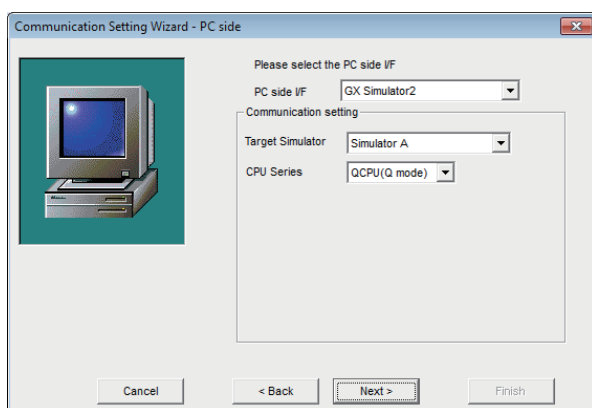 Communication Setting Wizard - PC side
Please select the PC side I/F
PC side I/F GX Simulator2
Communication setting
Target Simulator Simulator A
CPU Series QCPU(Q mode)
Cancel < Back Next > Finish